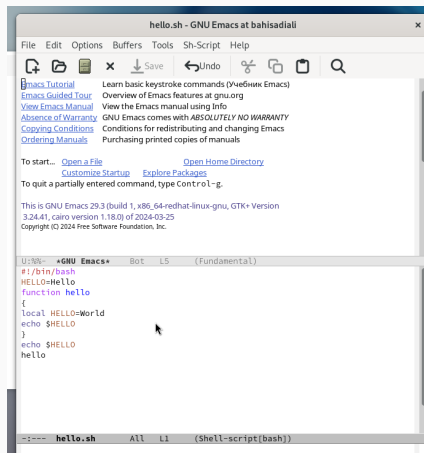 hello.sh - GNU Emacs at bahisadiali ×
File Edit Options Buffers Tools Sh-Script Help
Save Undo
Emacs Tutorial Learn basic keystroke commands (Учебник Emacs)
Emacs Guided Tour Overview of Emacs features at gnu.org
View Emacs Manual View the Emacs manual using Info
Absence of Warranty GNU Emacs comes with ABSOLUTELY NO WARRANTY
Copying Conditions Conditions for redistributing and changing Emacs
Ordering Manuals Purchasing printed copies of manuals
To start... Open a File Open Home Directory
Customize Startup Explore Packages
To quit a partially entered command, type Control-g.
This is GNU Emacs 29.3 (build 1, x86_64-redhat-linux-gnu, GTK+ Version
3.24.41, cairo version 1.18.0) of 2024-03-25
Copyright (C) 2024 Free Software Foundation, Inc.
U:%%- *GNU Emacs* Bot L5 (Fundamental)
#!/bin/bash
HELLO=Hello
function hello
{
local HELLO=World
echo $HELLO
}
echo $HELLO
hello
-:--- hello.sh All L1 (Shell-script[bash])